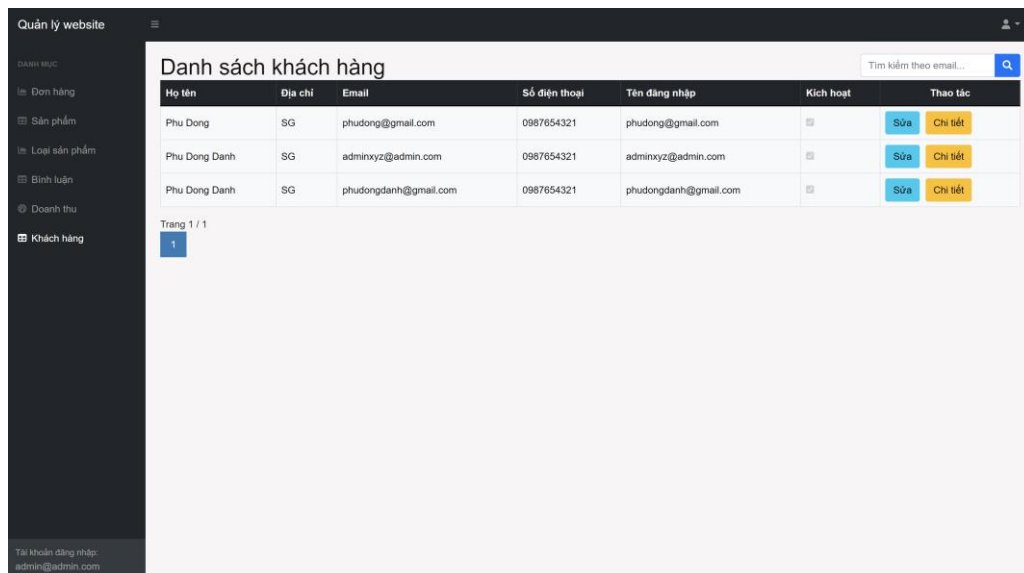 Quản lý website
DANH MỤC
Đơn hàng
Sản phẩm
Loại sản phẩm
Bình luận
Doanh thu
Khách hàng
Tài khoản đăng nhập:
admin@admin.com
Danh sách khách hàng
Tìm kiếm theo email...
Họ tên Địa chỉ Email Số điện thoại Tên đăng nhập Kích hoạt Thao tác
Phu Dong SG phudong@gmail.com 0987654321 phudong@gmail.com Sửa Chi tiết
Phu Dong Danh SG adminxyz@admin.com 0987654321 adminxyz@admin.com Sửa Chi tiết
Phu Dong Danh SG phudongdanh@gmail.com 0987654321 phudongdanh@gmail.com Sửa Chi tiết
Trang 1 / 1
1